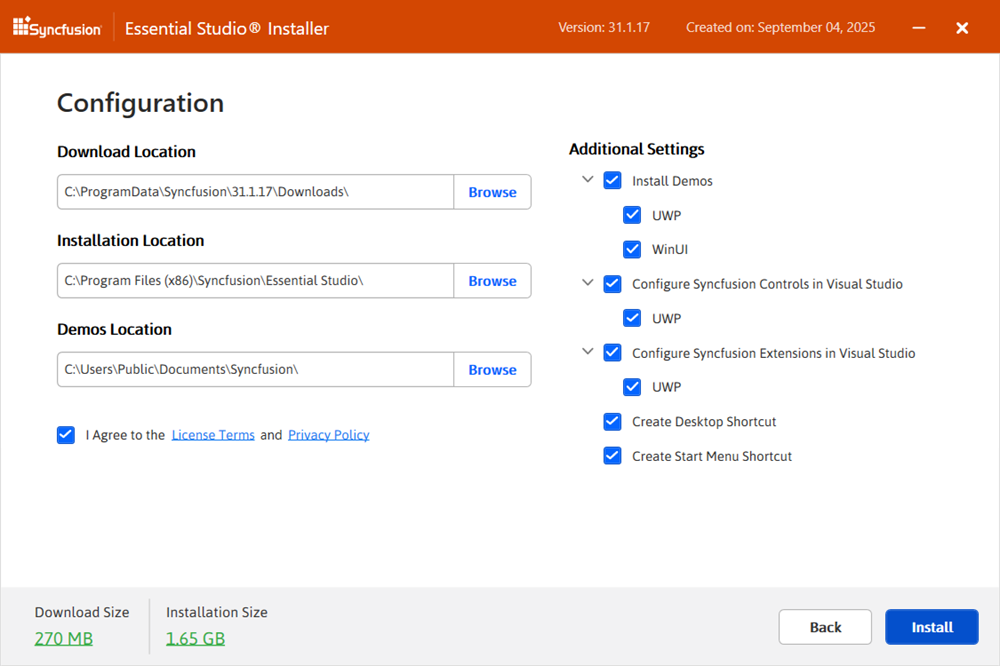 Syncfusion Essential Studio® Installer Version: 31.1.17 Created on: September 04, 2025
Configuration
Download Location
C:\ProgramData\Syncfusion\31.1.17\Downloads\ Browse
Installation Location
C:\Program Files (x86)\Syncfusion\Essential Studio\ Browse
Demos Location
C:\Users\Public\Documents\Syncfusion\ Browse
I Agree to the License Terms and Privacy Policy
Additional Settings
Install Demos
UWP
WinUI
Configure Syncfusion Controls in Visual Studio
UWP
Configure Syncfusion Extensions in Visual Studio
UWP
Create Desktop Shortcut
Create Start Menu Shortcut
Download Size Installation Size
270 MB 1.65 GB
Back Install